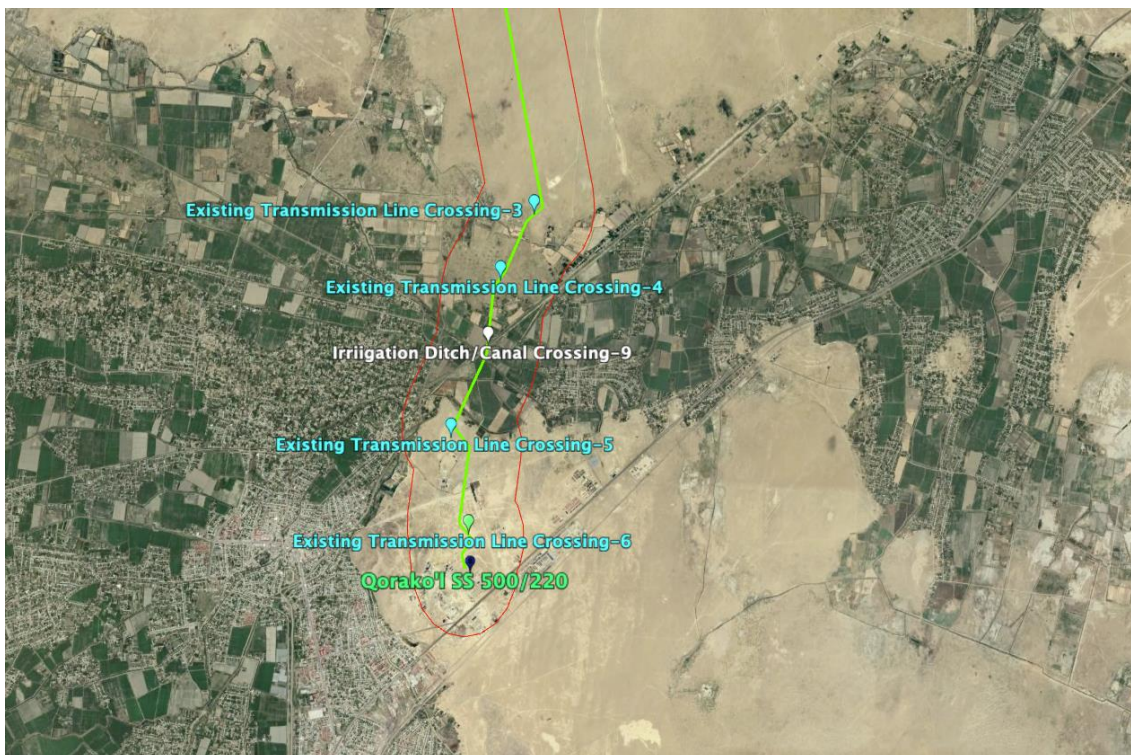 Existing Transmission Line Crossing-3
Existing Transmission Line Crossing-4
Irriigation Ditch/Canal Crossing-9
Existing Transmission Line Crossing-5
Existing Transmission Line Crossing-6
Qorako'l SS 500/220